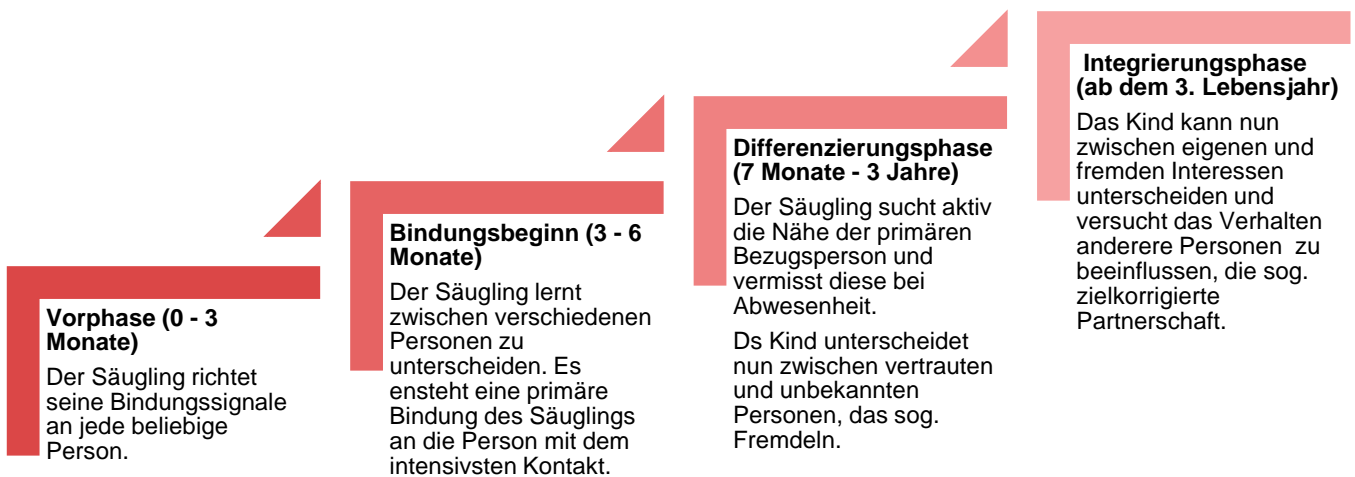 Vorphase (0 - 3
Monate)
Der Säugling richtet
seine Bindungssignale
an jede beliebige
Person.
Bindungsbeginn (3 - 6
Monate)
Der Säugling lernt
zwischen verschiedenen
Personen zu
unterscheiden. Es
ensteht eine primäre
Bindung des Säuglings
an die Person mit dem
intensivsten Kontakt.
Differenzierungsphase
(7 Monate - 3 Jahre)
Der Säugling sucht aktiv
die Nähe der primären
Bezugsperson und
vermisst diese bei
Abwesenheit.
Ds Kind unterscheidet
nun zwischen vertrauten
und unbekannten
Personen, das sog.
Fremdeln.
Integrierungsphase
(ab dem 3. Lebensjahr)
Das Kind kann nun
zwischen eigenen und
fremden Interessen
unterscheiden und
versucht das Verhalten
anderere Personen  zu
beeinflussen, die sog.
zielkorrigierte
Partnerschaft.